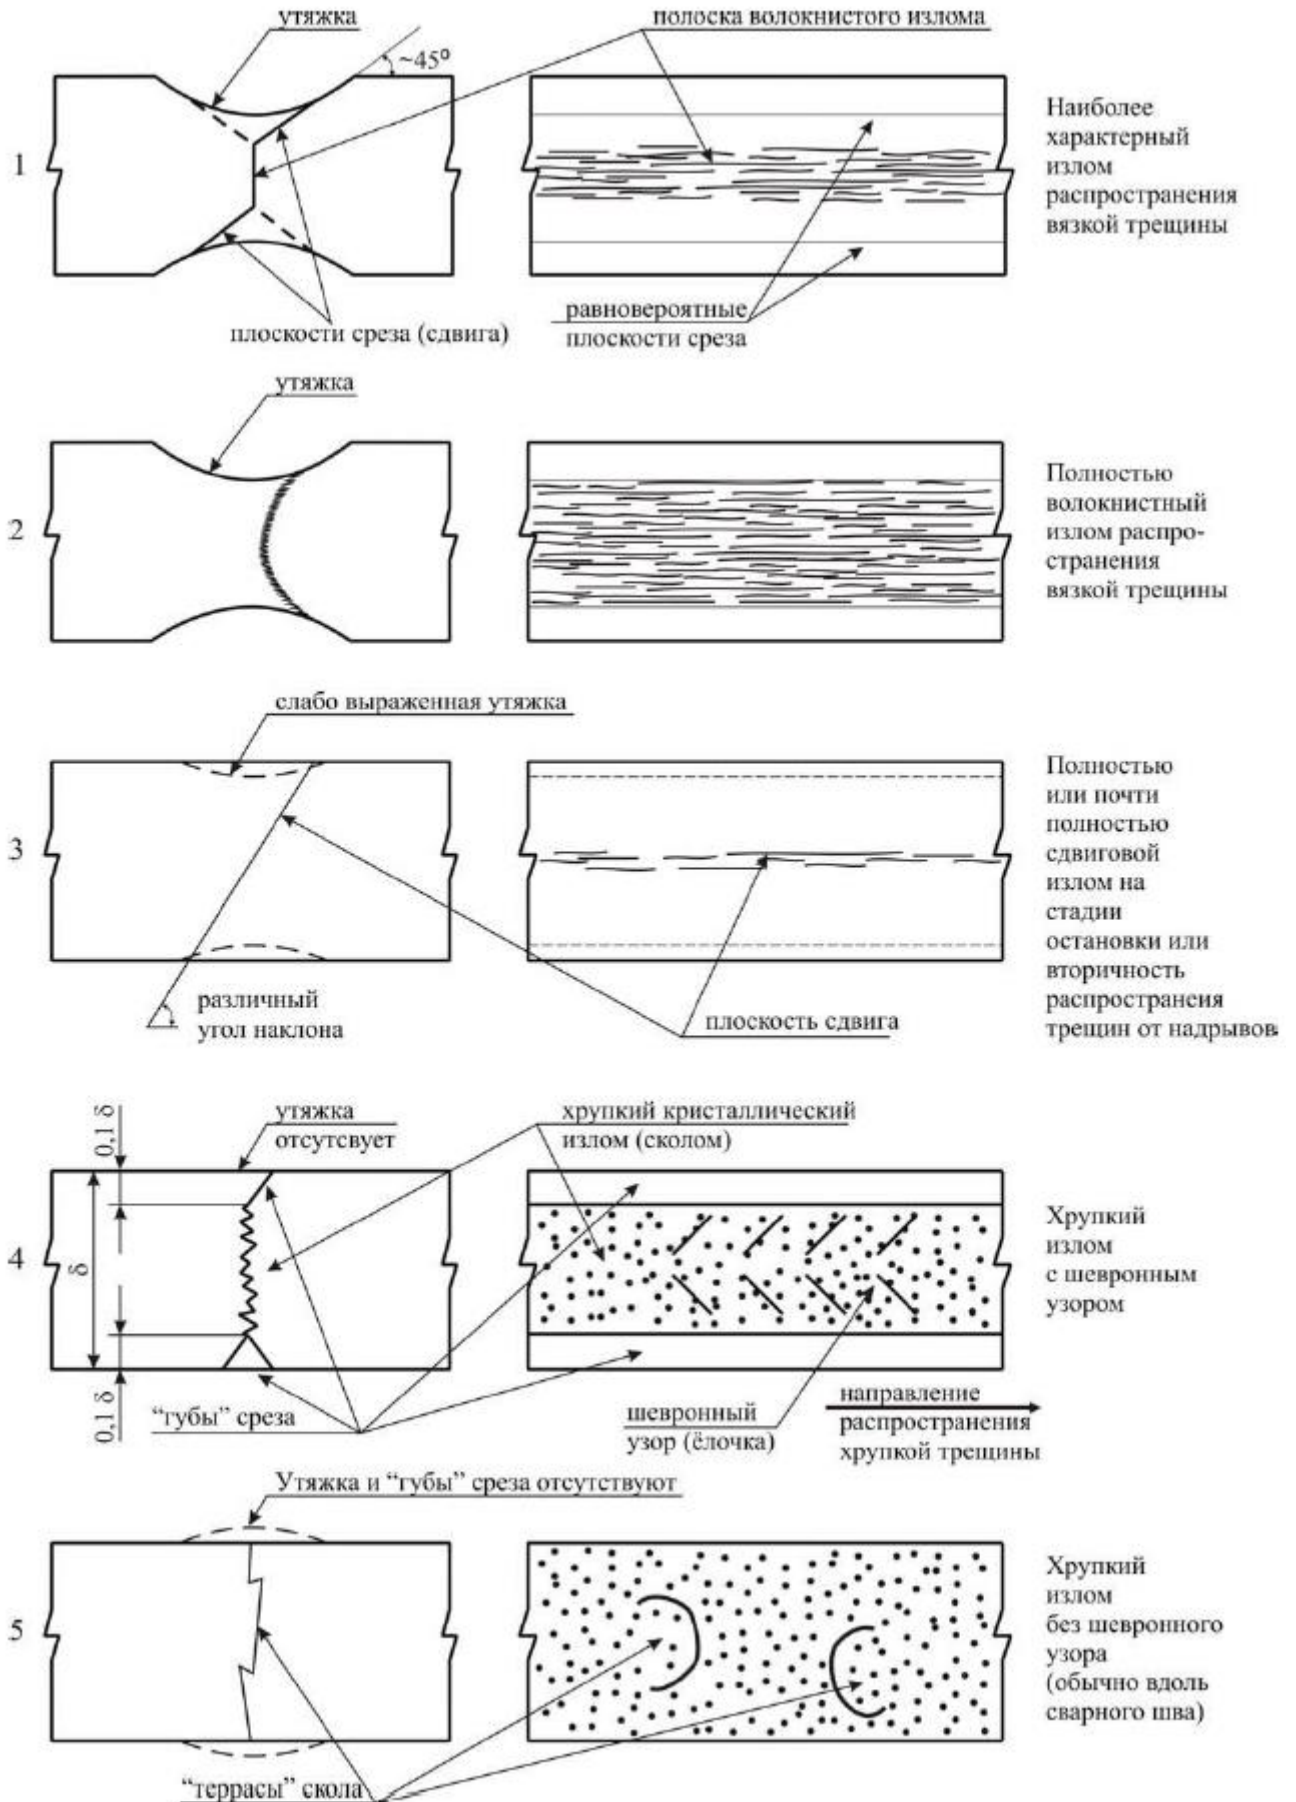 утяжка
~45°
полоска волокнистого излома
1
Наиболее
характерный
излом
распространения
вязкой трещины
плоскости среза (сдвига)
равновероятные
плоскости среза
утяжка
2
Полностью
волокнистый
излом распро-
странения
вязкой трещины
слабо выраженная утяжка
3
различный
угол наклона
плоскость сдвига
Полностью
или почти
полностью
сдвиговой
излом на
стадии
остановки или
вторичность
распространеия
трещин от надрывов
0,1 δ
утяжка
отсутсвует
хрупкий кристаллический
излом (сколом)
4
δ
Хрупкий
излом
с шевронным
узором
0,1 δ
“губы” среза
шевронный
узор (ёлочка)
направление
распространения
хрупкой трещины
Утяжка и “губы” среза отсутствуют
5
Хрупкий
излом
без шевронного
узора
(обычно вдоль
сварного шва)
“террасы” скола